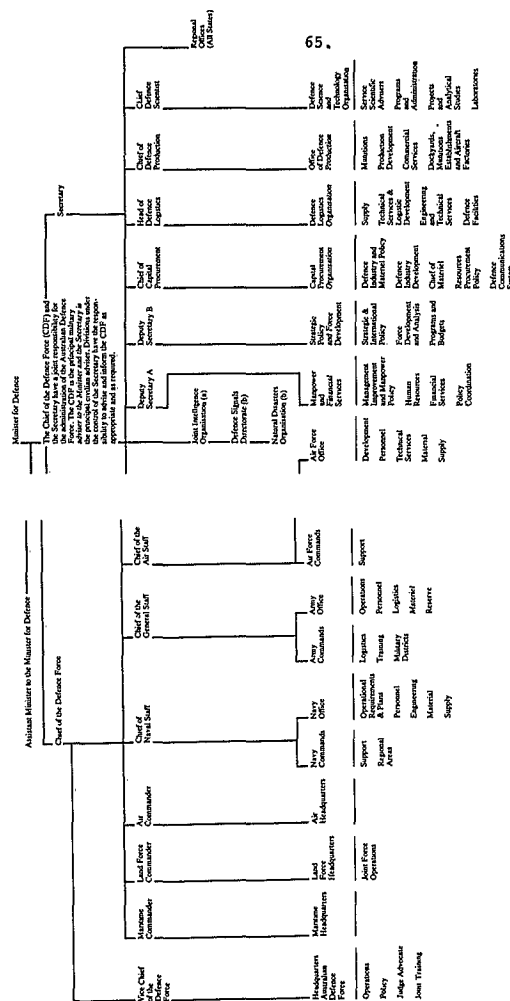 65.
Minister for Defence
Assistant Minister to the Minister for Defence
The Chief of the Defence Force (CDF) and
the Secretary have a joint responsibility for
the administration of the Australian Defence
Force. The CDF is the principal military
adviser to the Minister and the Secretary is
the principal civilian adviser. Divisions under
the control of the Secretary have the respon-
sibility to advise and inform the CDF as
appropriate and as required.
Chief of the Defence Force
Secretary
Vice Chief
of the
Defence
Force
Maritime
Commander
Land Force
Commander
Air
Commander
Chief of
Naval Staff
Chief of the
General Staff
Chief of the
Air Staff
Deputy
Secretary A
Deputy
Secretary B
Chief of
Capital
Procurement
Head of
Defence
Logistics
Chief of
Defence
Production
Chief
Defence
Scientist
Regional
Offices
(All States)
Joint Intelligence
Organisation (a)
Defence Signals
Directorate (b)
Natural Disasters
Organisation (b)
Headquarters
Australian
Defence
Force
Maritime
Headquarters
Land
Force
Headquarters
Air
Headquarters
Navy
Commands
Navy
Office
Army
Commands
Army
Office
Air Force
Commands
Air Force
Office
Manpower
and
Financial
Services
Strategic
Policy
and Force
Development
Capital
Procurement
Organisation
Defence
Logistics
Organisation
Office
of Defence
Production
Defence
Science
and
Technology
Organisation
Operations
Policy
Judge Advocate
Joint Training
Joint Force
Operations
Support
Regional
Areas
Operational
Requirements
& Plans
Personnel
Engineering
Material
Supply
Logistics
Training
Military
Districts
Operations
Personnel
Logistics
Materiel
Reserve
Support
Development
Personnel
Technical
Services
Material
Supply
Management
Improvement
and Manpower
Policy
Human
Resources
Financial
Services
Policy
Coordination
Strategic &
International
Policy
Force
Development
and Analysis
Programs and
Budgets
Defence
Industry and
Materiel Policy
Defence
Industry
Development
Chief of
Materiel
Resources
Procurement
Policy
Defence
Communications
Supply
Technical
Services &
Logistic
Development
Engineering
and
Technical
Services
Defence
Facilities
Munitions
Production
Development
Commercial
Services
Dockyards,
Munitions
Establishments
and Aircraft
Factories
Service
Scientific
Advisers
Programs
and
Administration
Projects
and
Analytical
Studies
Laboratories